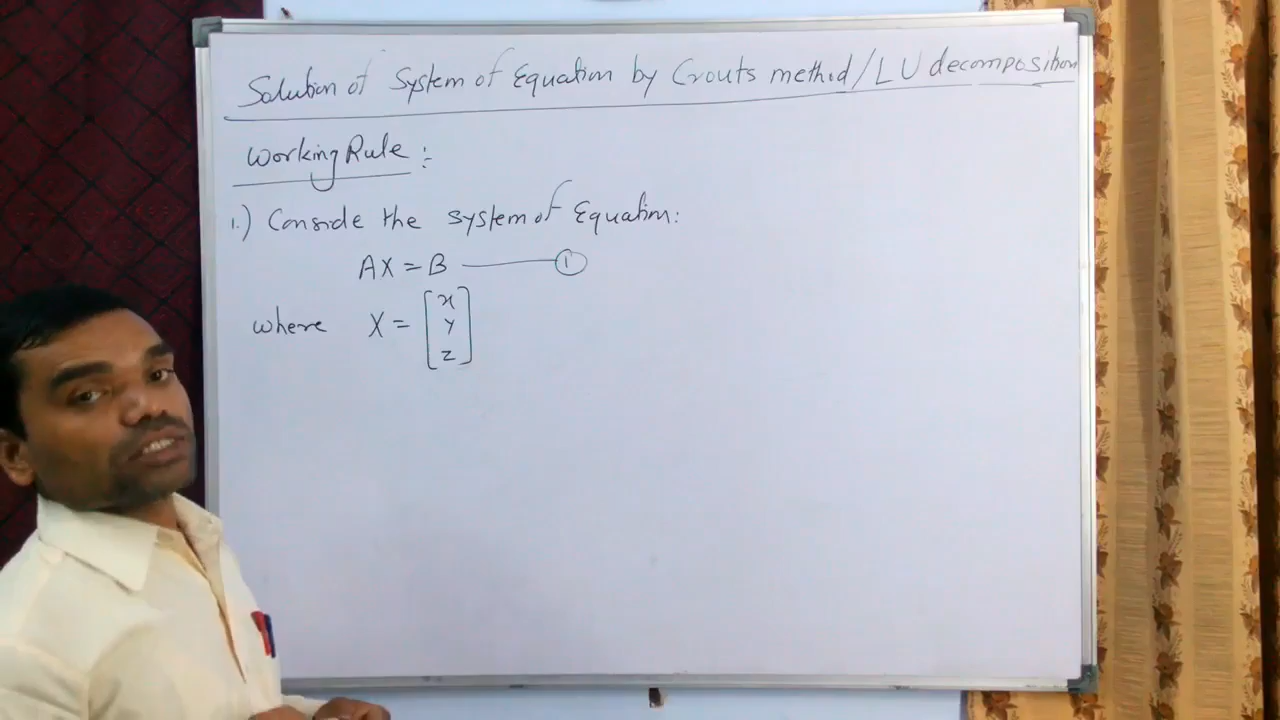 Solution of System of Equation by Crouts method/LU decomposition
Working Rule :
1.) Conside the system of Equation:
AX = B ——— ①
where X = [x
y
z]